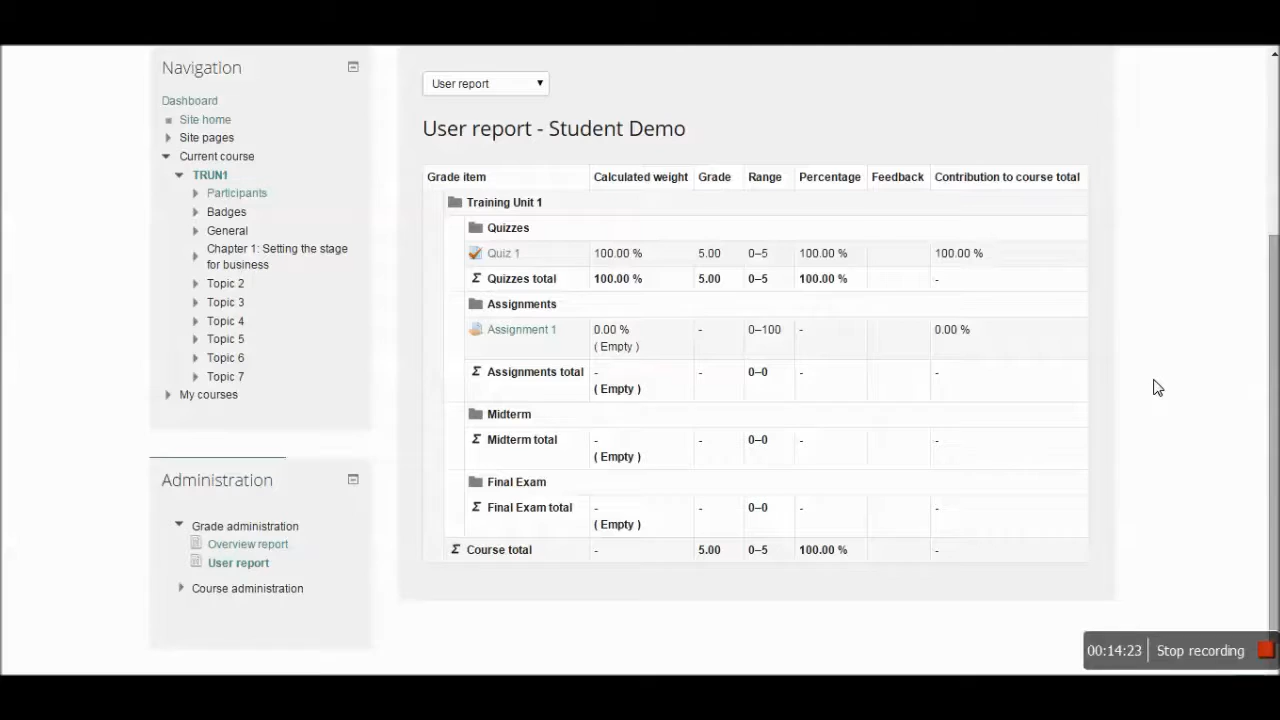 Navigation
Dashboard
Site home
Site pages
Current course
TRUN1
Participants
Badges
General
Chapter 1: Setting the stage
for business
Topic 2
Topic 3
Topic 4
Topic 5
Topic 6
Topic 7
My courses
Administration
Grade administration
Overview report
User report
Course administration
User report
User report - Student Demo
Grade item Calculated weight Grade Range Percentage Feedback Contribution to course total
Training Unit 1
Quizzes
Quiz 1 100.00 % 5.00 0–5 100.00 % 100.00 %
Σ Quizzes total 100.00 % 5.00 0–5 100.00 % -
Assignments
Assignment 1 0.00 % - 0–100 - 0.00 %
( Empty )
Σ Assignments total - - 0–0 - -
( Empty )
Midterm
Σ Midterm total - - 0–0 - -
( Empty )
Final Exam
Σ Final Exam total - - 0–0 - -
( Empty )
Σ Course total - 5.00 0–5 100.00 % -
00:14:23 Stop recording